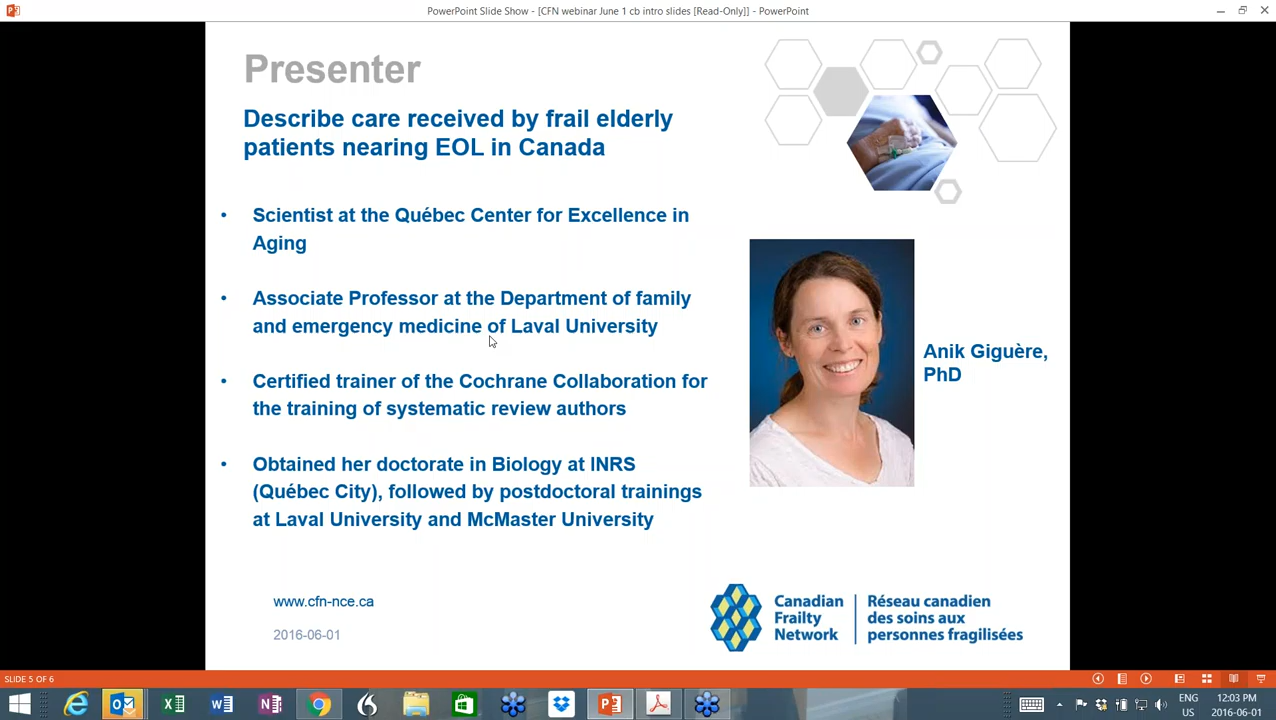 PowerPoint Slide Show - [CFN webinar June 1 cb intro slides [Read-Only]] - PowerPoint
Presenter
Describe care received by frail elderly
patients nearing EOL in Canada
• Scientist at the Québec Center for Excellence in
Aging
• Associate Professor at the Department of family
and emergency medicine of Laval University
• Certified trainer of the Cochrane Collaboration for
the training of systematic review authors
• Obtained her doctorate in Biology at INRS
(Québec City), followed by postdoctoral trainings
at Laval University and McMaster University
Anik Giguère,
PhD
www.cfn-nce.ca
2016-06-01
Canadian
Frailty
Network
Réseau canadien
des soins aux
personnes fragilisées
SLIDE 5 OF 6
ENG
US
12:03 PM
2016-06-01